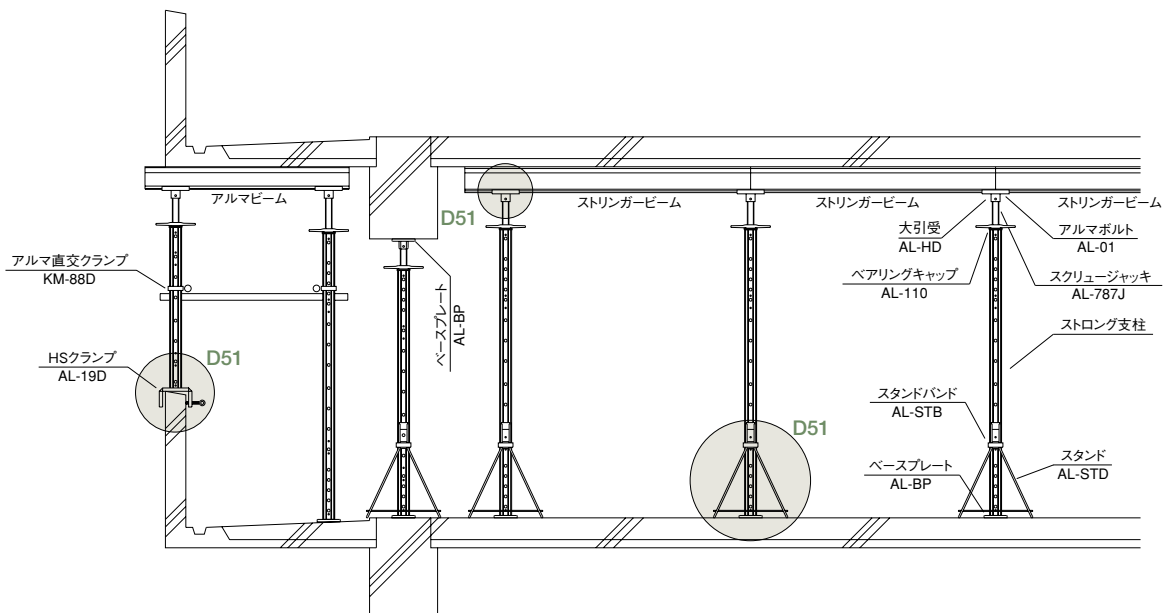 アルマビーム
D51
ストリンガービーム
ストリンガービーム
ストリンガービーム
大引受
AL-HD
アルマボルト
AL-01
アルマ直交クランプ
KM-88D
ベアリングキャップ
AL-110
スクリュージャッキ
AL-787J
ベースプレート
AL-BP
ストロング支柱
HSクランプ
AL-19D
D51
スタンドバンド
AL-STB
D51
ベースプレート
AL-BP
スタンド
AL-STD